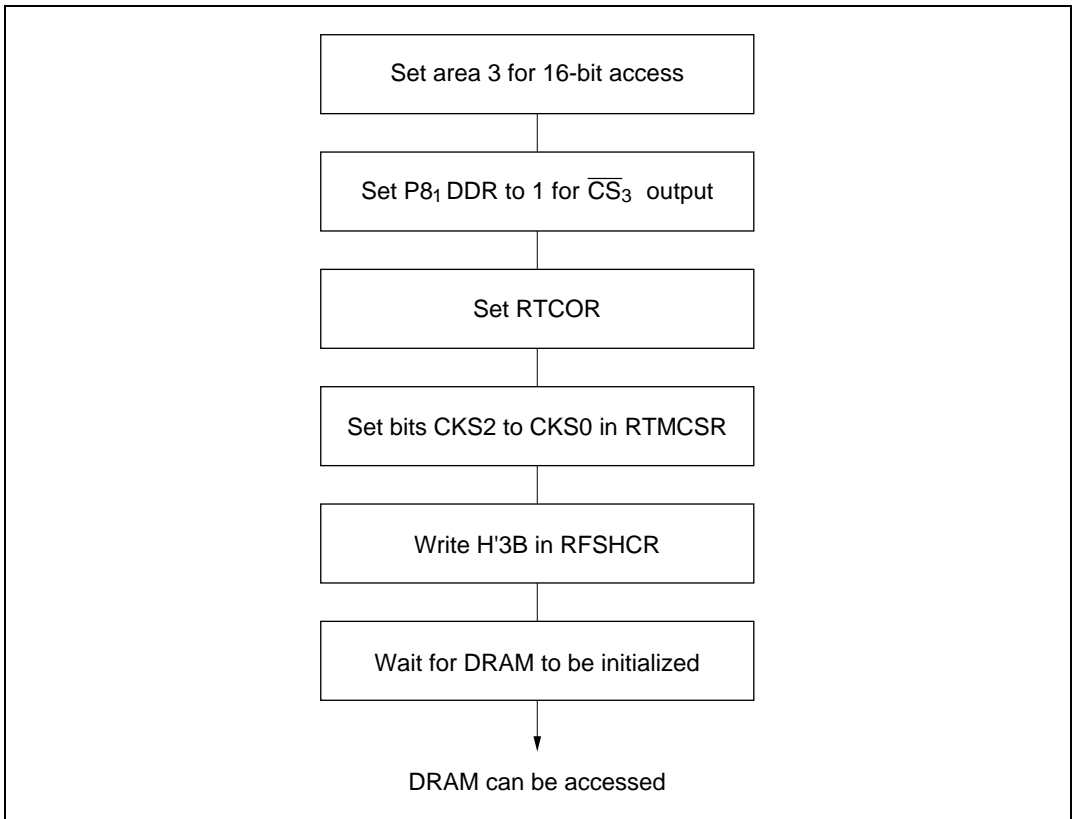 Set area 3 for 16-bit access
Set P8₁ DDR to 1 for C̅S̅₃ output
Set RTCOR
Set bits CKS2 to CKS0 in RTMCSR
Write H'3B in RFSHCR
Wait for DRAM to be initialized
DRAM can be accessed